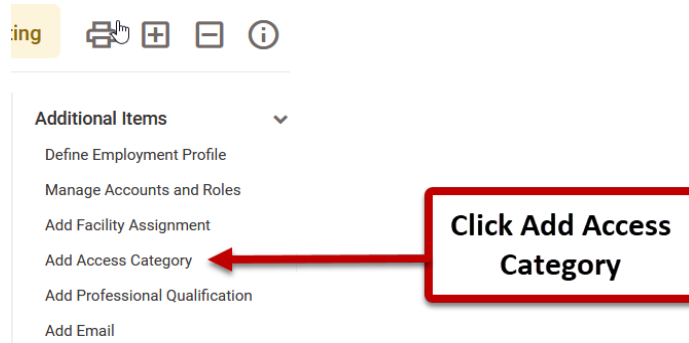 ting
Additional Items
Define Employment Profile
Manage Accounts and Roles
Add Facility Assignment
Add Access Category
Add Professional Qualification
Add Email
Click Add Access
Category